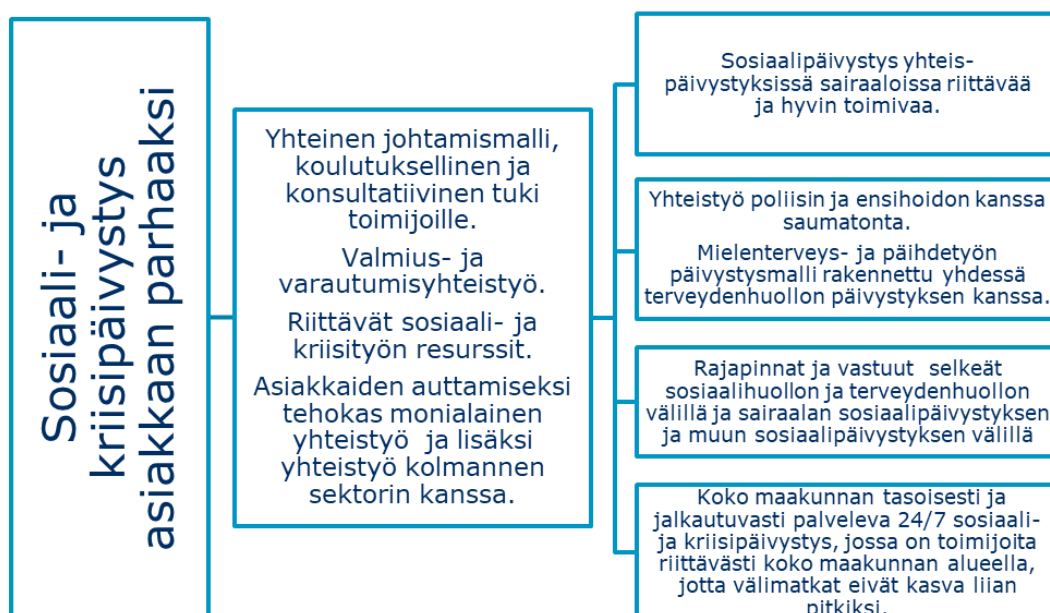 Sosiaali- ja
kriisipäivystys
asiakkaan parhaaksi
Yhteinen johtamismalli,
koulutuksellinen ja
konsultatiivinen tuki
toimijoille.
Valmius- ja
varautumisyhteistyö.
Riittävät sosiaali- ja
kriisityön resurssit.
Asiakkaiden auttamiseksi
tehokas monialainen
yhteistyö ja lisäksi
yhteistyö kolmannen
sektorin kanssa.
Sosiaalipäivystys yhteis-
päivystyksissä sairaaloissa riittävää
ja hyvin toimivaa.
Yhteistyö poliisin ja ensihoidon kanssa
saumatonta.
Mielenterveys- ja päihdetyön
päivystysmalli rakennettu yhdessä
terveydenhuollon päivystyksen kanssa.
Rajapinnat ja vastuut selkeät
sosiaalihuollon ja terveydenhuollon
välillä ja sairaalan sosiaalipäivystyksen
ja muun sosiaalipäivystyksen välillä
Koko maakunnan tasoisesti ja
jalkautuvasti palveleva 24/7 sosiaali-
ja kriisipäivystys, jossa on toimijoita
riittävästi koko maakunnan alueella,
jotta välimatkat eivät kasva liian
pitkiksi.